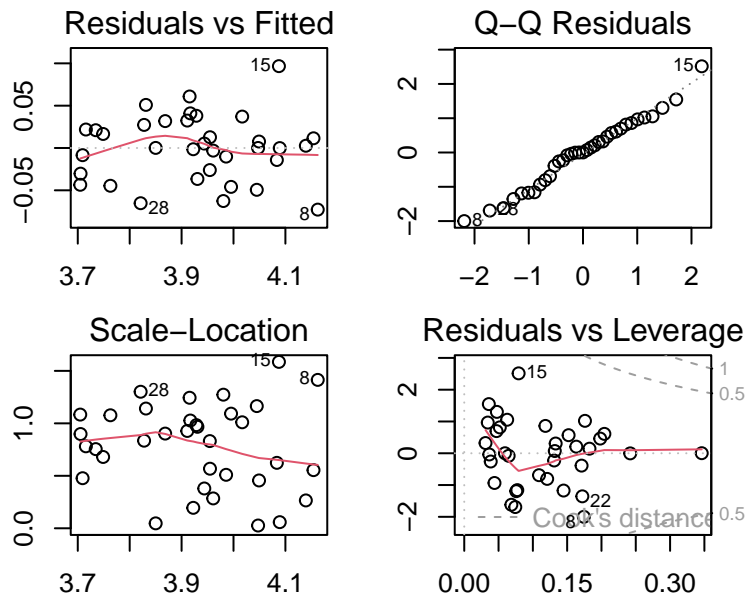 Residuals vs Fitted
0.05
-0.05
15
28
8
3.7 3.9 4.1
Q−Q Residuals
2
0
−2
15
8
28
−2 −1 0 1 2
Scale−Location
1.0
0.0
15
8
28
3.7 3.9 4.1
Residuals vs Leverage
2
0
−2
15
22
8
Cook's distance
1
0.5
0.5
0.00 0.15 0.30